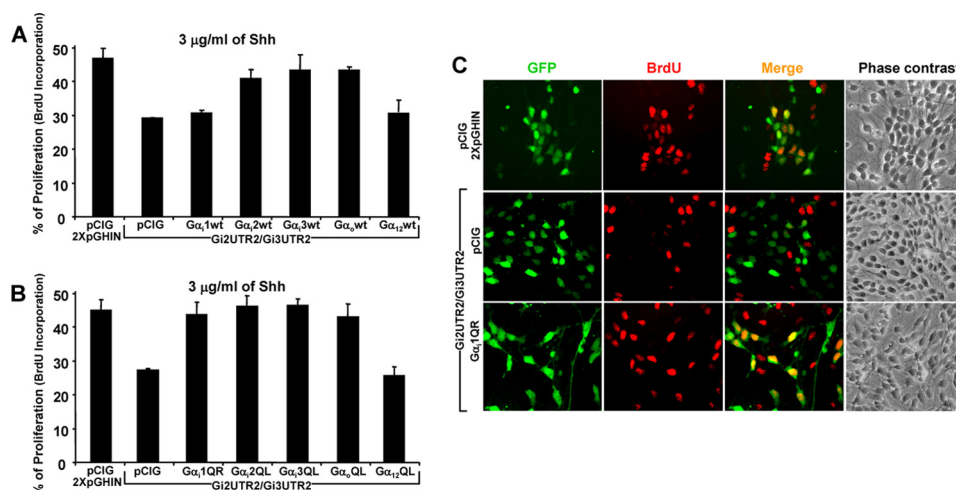 A
3 µg/ml of Shh
% of Proliferation (BrdU Incorporation)
50
40
30
20
10
0
pCIG
2XpGHIN
pCIG
Gαi1wt
Gαi2wt
Gαi3wt
Gαowt
Gα12wt
Gi2UTR2/Gi3UTR2
B
3 µg/ml of Shh
% of Proliferation (BrdU Incorporation)
50
40
30
20
10
0
pCIG
2XpGHIN
pCIG
Gαi1QR
Gαi2QL
Gαi3QL
GαoQL
Gα12QL
Gi2UTR2/Gi3UTR2
C
GFP
BrdU
Merge
Phase contrast
pCIG
2XpGHIN
Gi2UTR2/Gi3UTR2
pCIG
Gαi1QR